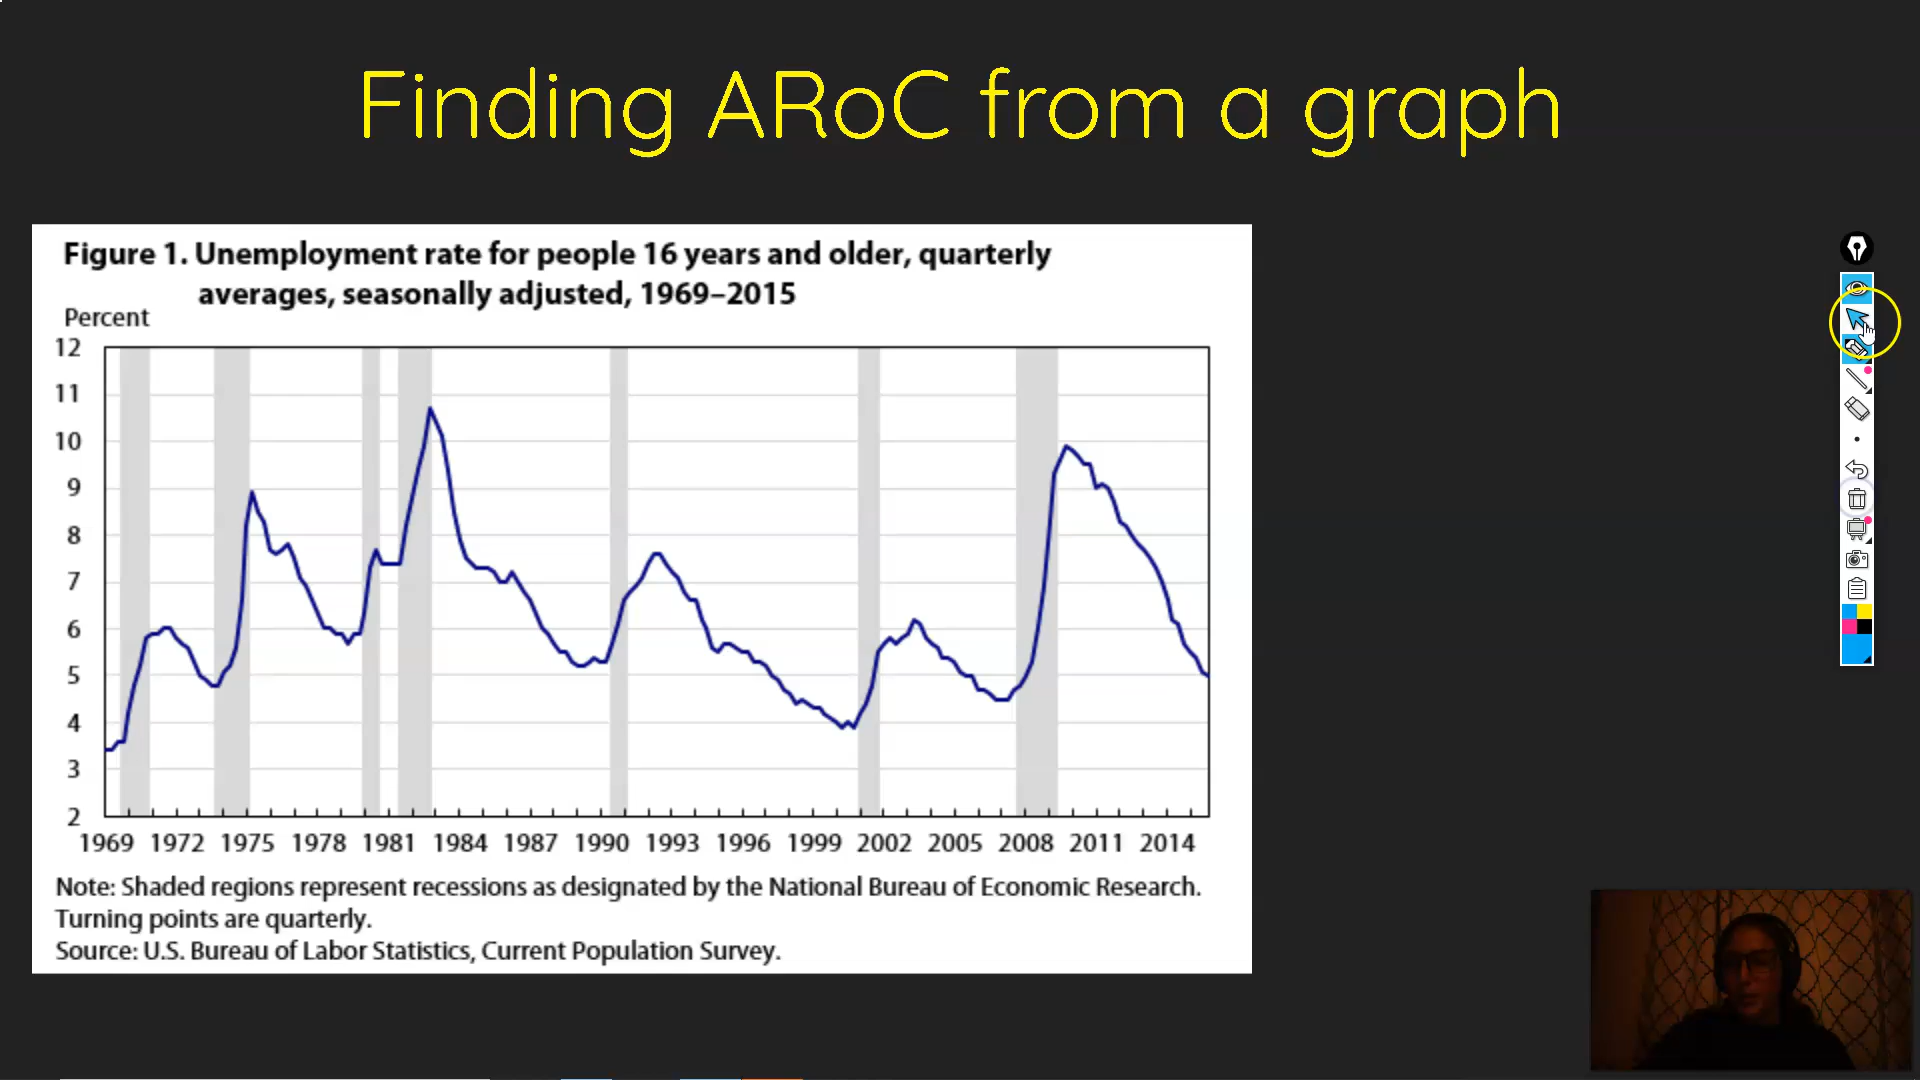 Finding ARoC from a graph
Figure 1. Unemployment rate for people 16 years and older, quarterly
averages, seasonally adjusted, 1969–2015
Percent
12
11
10
9
8
7
6
5
4
3
2
1969 1972 1975 1978 1981 1984 1987 1990 1993 1996 1999 2002 2005 2008 2011 2014
Note: Shaded regions represent recessions as designated by the National Bureau of Economic Research.
Turning points are quarterly.
Source: U.S. Bureau of Labor Statistics, Current Population Survey.